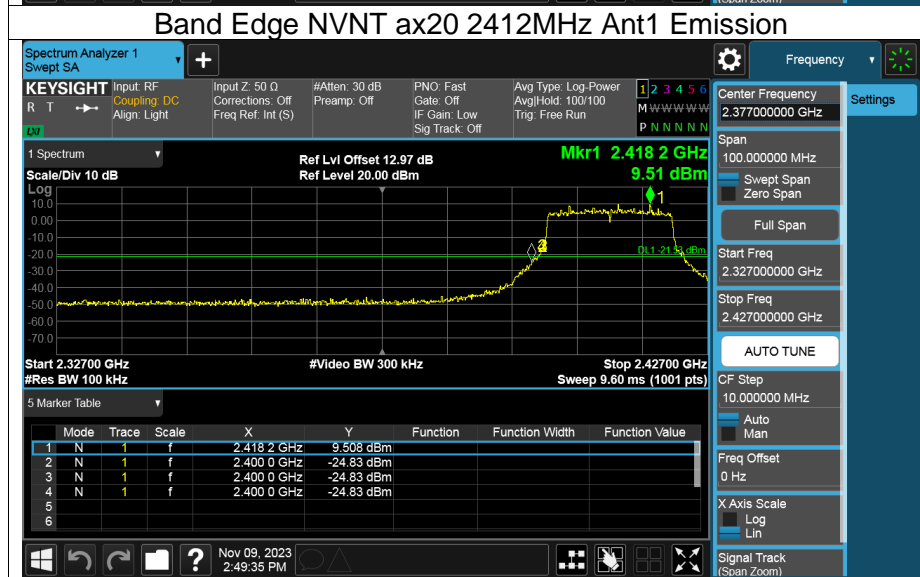 (Span Zoom)
Band Edge NVNT ax20 2412MHz Ant1 Emission
Spectrum Analyzer 1
Swept SA
+
Frequency
KEYSIGHT
R T
LXI
Input: RF
Coupling: DC
Align: Light
Input Z: 50 Ω
Corrections: Off
Freq Ref: Int (S)
#Atten: 30 dB
Preamp: Off
PNO: Fast
Gate: Off
IF Gain: Low
Sig Track: Off
Avg Type: Log-Power
Avg|Hold: 100/100
Trig: Free Run
1 2 3 4 5 6
M W W W W W
P N N N N N
Center Frequency
2.377000000 GHz
Settings
1 Spectrum
Scale/Div 10 dB
Ref Lvl Offset 12.97 dB
Ref Level 20.00 dBm
Mkr1 2.418 2 GHz
9.51 dBm
Span
100.000000 MHz
Swept Span
Zero Span
Log
10.0
0.00
-10.0
-20.0
-30.0
-40.0
-50.0
-60.0
-70.0
1
DL1 -21.53 dBm
Full Span
Start Freq
2.327000000 GHz
Stop Freq
2.427000000 GHz
AUTO TUNE
Start 2.32700 GHz
#Video BW 300 kHz
Stop 2.42700 GHz
#Res BW 100 kHz
Sweep 9.60 ms (1001 pts)
CF Step
10.000000 MHz
Auto
Man
5 Marker Table
Mode Trace Scale X Y Function Function Width Function Value
1 N 1 f 2.418 2 GHz 9.508 dBm
2 N 1 f 2.400 0 GHz -24.83 dBm
3 N 1 f 2.400 0 GHz -24.83 dBm
4 N 1 f 2.400 0 GHz -24.83 dBm
5
6
Freq Offset
0 Hz
X Axis Scale
Log
Lin
?
Nov 09, 2023
2:49:35 PM
Signal Track
(Span Zoom)